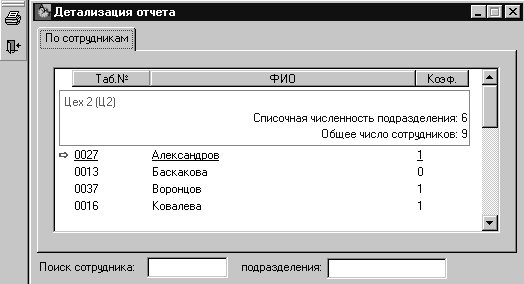 Детализация отчета
По сотрудникам
Таб.№ ФИО Коэф.
Цех 2 (Ц2)
Списочная численность подразделения: 6
Общее число сотрудников: 9
0027 Александров 1
0013 Баскакова 0
0037 Воронцов 1
0016 Ковалева 1
Поиск сотрудника: подразделения: